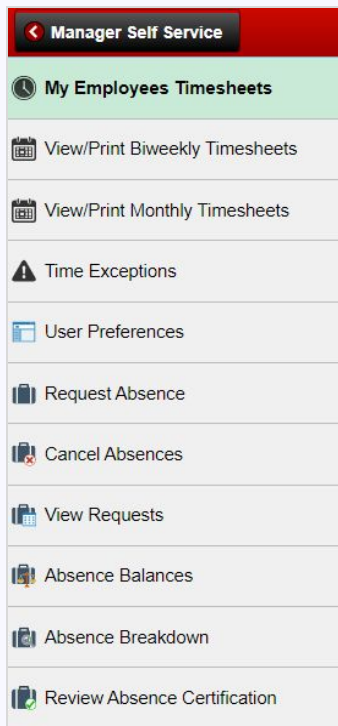 Manager Self Service
My Employees Timesheets
View/Print Biweekly Timesheets
View/Print Monthly Timesheets
Time Exceptions
User Preferences
Request Absence
Cancel Absences
View Requests
Absence Balances
Absence Breakdown
Review Absence Certification